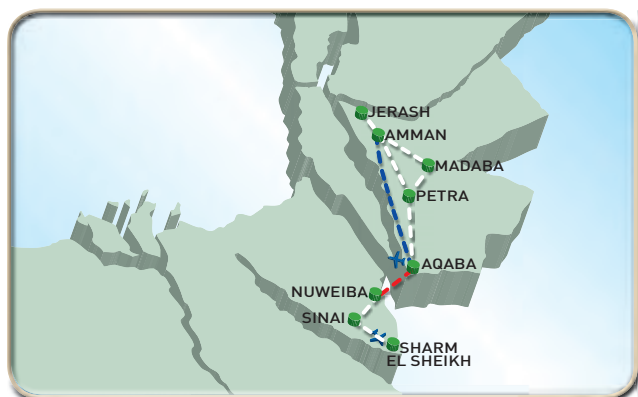 JERASH
AMMAN
MADABA
PETRA
AQABA
NUWEIBA
SINAI
SHARM
EL SHEIKH